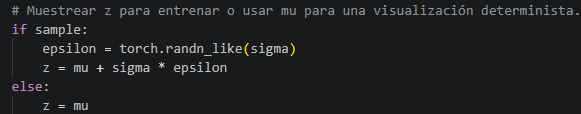 # Muestrear z para entrenar o usar mu para una visualización determinista.
if sample:
    epsilon = torch.randn_like(sigma)
    z = mu + sigma * epsilon
else:
    z = mu